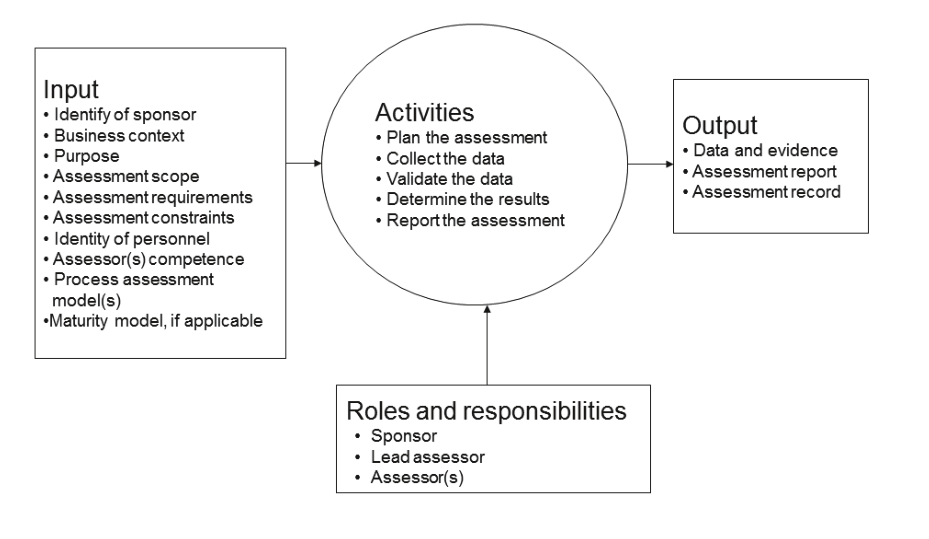 Input
• Identify of sponsor
• Business context
• Purpose
• Assessment scope
• Assessment requirements
• Assessment constraints
• Identity of personnel
• Assessor(s) competence
• Process assessment
model(s)
•Maturity model, if applicable
Activities
• Plan the assessment
• Collect the data
• Validate the data
• Determine the results
• Report the assessment
Output
• Data and evidence
• Assessment report
• Assessment record
Roles and responsibilities
• Sponsor
• Lead assessor
• Assessor(s)